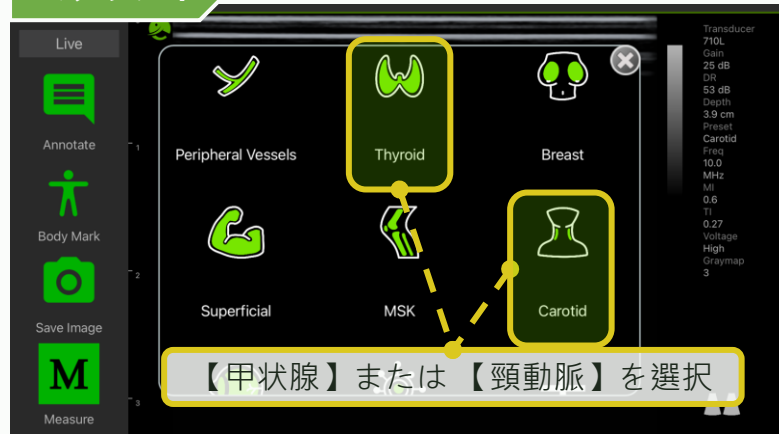 Live
Annotate
Body Mark
Save Image
M
Measure
1
2
3
Peripheral Vessels
Thyroid
Breast
Superficial
MSK
Carotid
【甲状腺】または 【頸動脈】を選択
Transducer
710L
Gain
25 dB
DR
53 dB
Depth
3.9 cm
Preset
Carotid
Freq
10.0
MHz
MI
0.6
TI
0.27
Voltage
High
Graymap
3